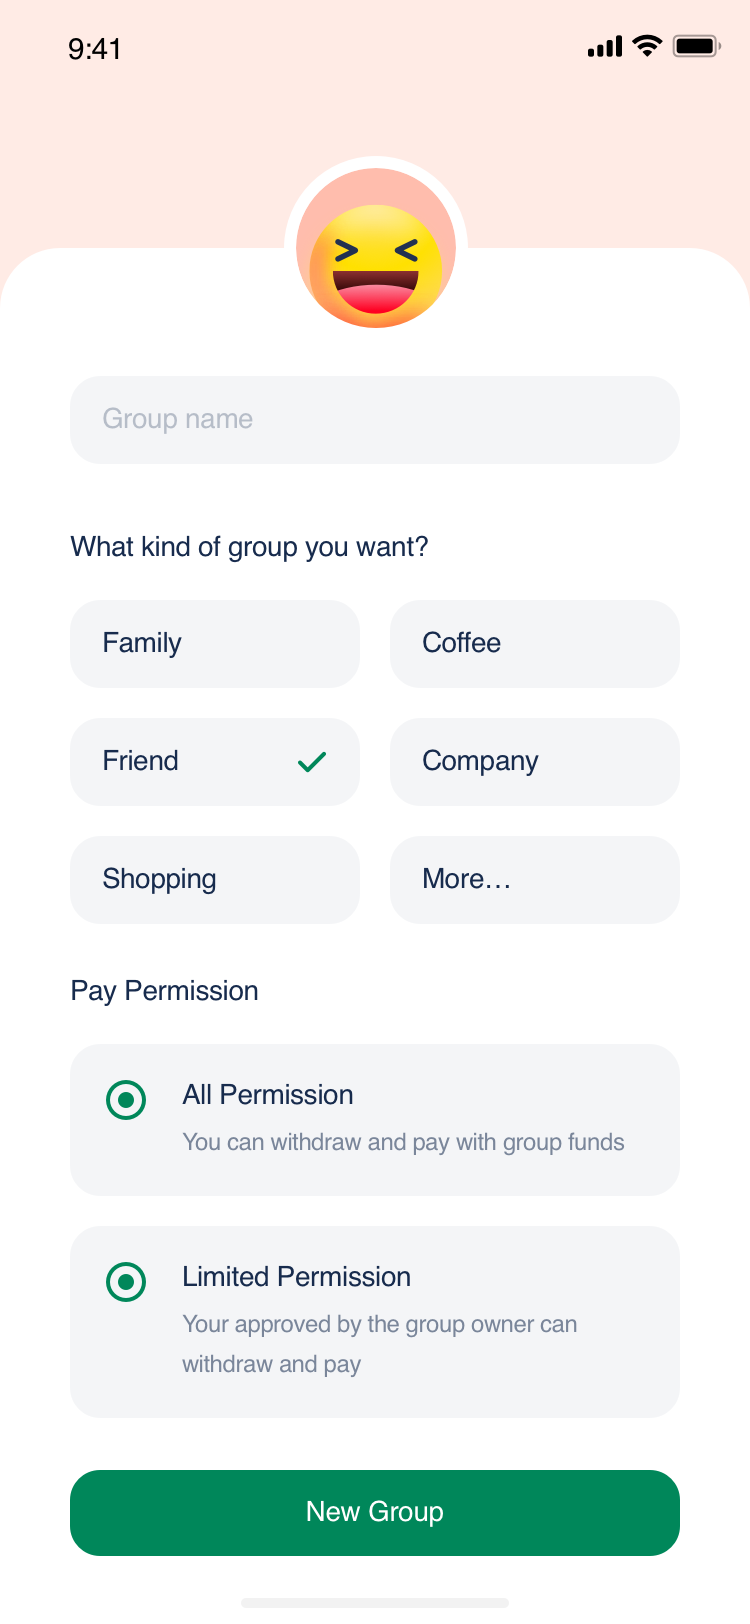 9:41
Group name
What kind of group you want?
Family
Coffee
Friend
Company
Shopping
More...
Pay Permission
All Permission
You can withdraw and pay with group funds
Limited Permission
Your approved by the group owner can
withdraw and pay
New Group